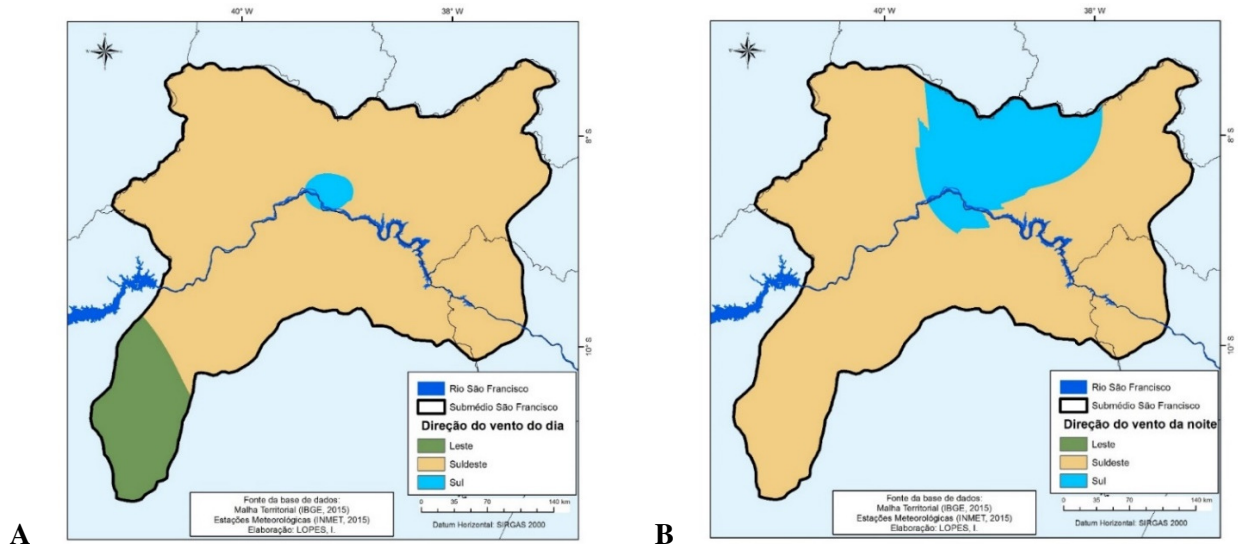 40° W
38° W
8° S
10° S
Rio São Francisco
Submédio São Francisco
Direção do vento do dia
Leste
Suldeste
Sul
0 35 70 140 km
Datum Horizontal: SIRGAS 2000
Fonte da base de dados:
Malha Territorial (IBGE, 2015)
Estações Meteorológicas (INMET, 2015)
Elaboração: LOPES, I.
A
40° W
38° W
8° S
10° S
Rio São Francisco
Submédio São Francisco
Direção do vento da noite
Leste
Suldeste
Sul
0 35 70 140 km
Datum Horizontal: SIRGAS 2000
Fonte da base de dados:
Malha Territorial (IBGE, 2015)
Estações Meteorológicas (INMET, 2015)
Elaboração: LOPES, I.
B